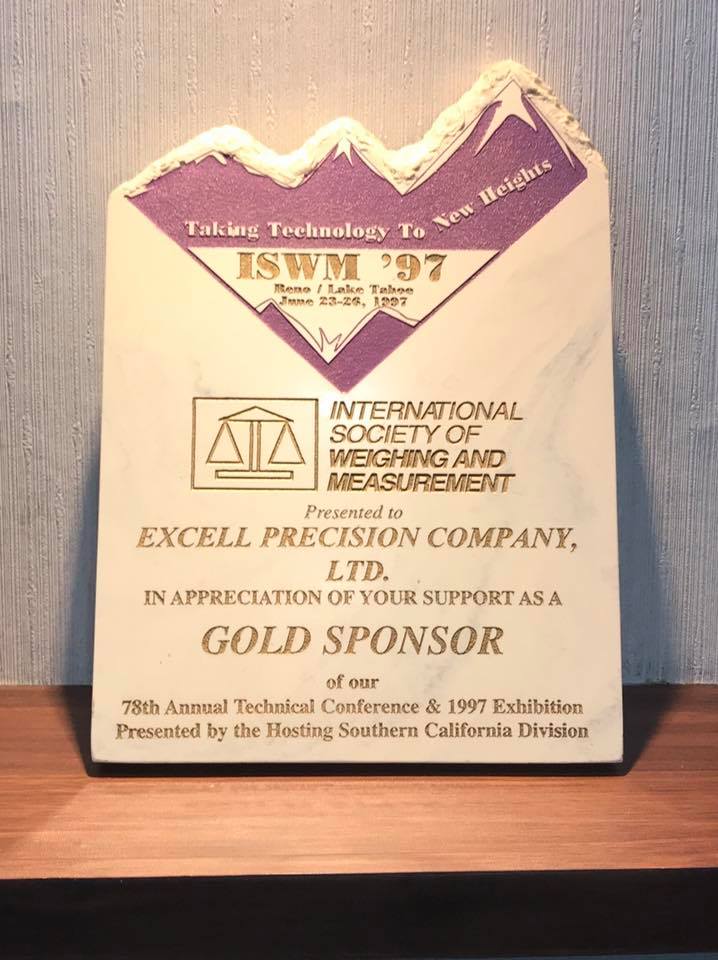 Taking Technology To New Heights
ISWM '97
Reno / Lake Tahoe
June 23-26, 1997
INTERNATIONAL
SOCIETY OF
WEIGHING AND
MEASUREMENT
Presented to
EXCELL PRECISION COMPANY,
LTD.
IN APPRECIATION OF YOUR SUPPORT AS A
GOLD SPONSOR
of our
78th Annual Technical Conference & 1997 Exhibition
Presented by the Hosting Southern California Division